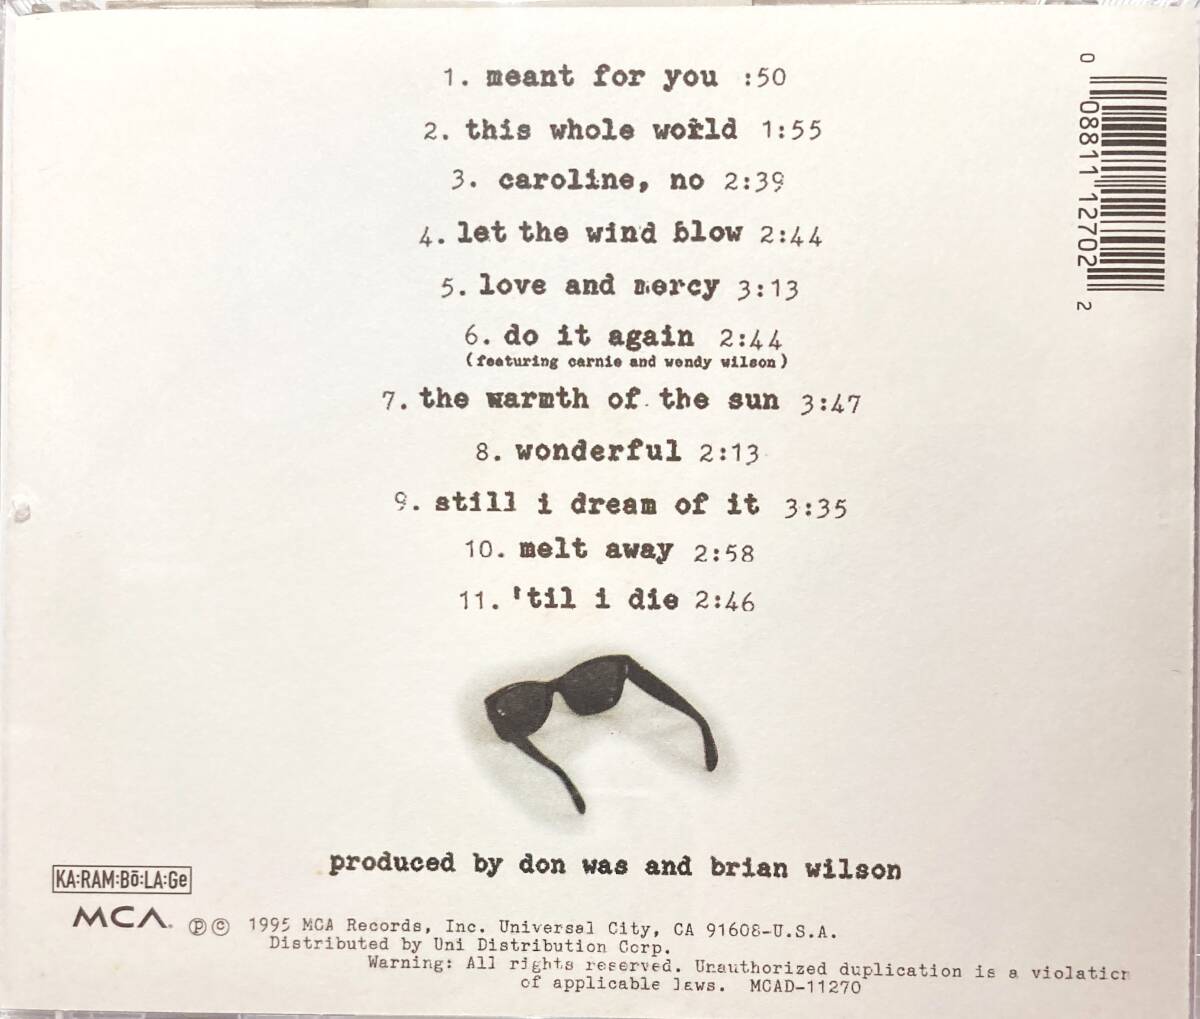 1. meant for you :50
2. this whole world 1:55
3. caroline, no 2:39
4. let the wind blow 2:44
5. love and mercy 3:13
6. do it again 2:44
(featuring carnie and wendy wilson)
7. the warmth of the sun 3:47
8. wonderful 2:13
9. still i dream of it 3:35
10. melt away 2:58
11. 'til i die 2:46
0 08811 12702 2
produced by don was and brian wilson
KA:RAM:Bō:LA:Ge
MCA. ℗© 1995 MCA Records, Inc. Universal City, CA 91608-U.S.A.
Distributed by Uni Distribution Corp.
Warning: All rights reserved. Unauthorized duplication is a violation
of applicable laws. MCAD-11270